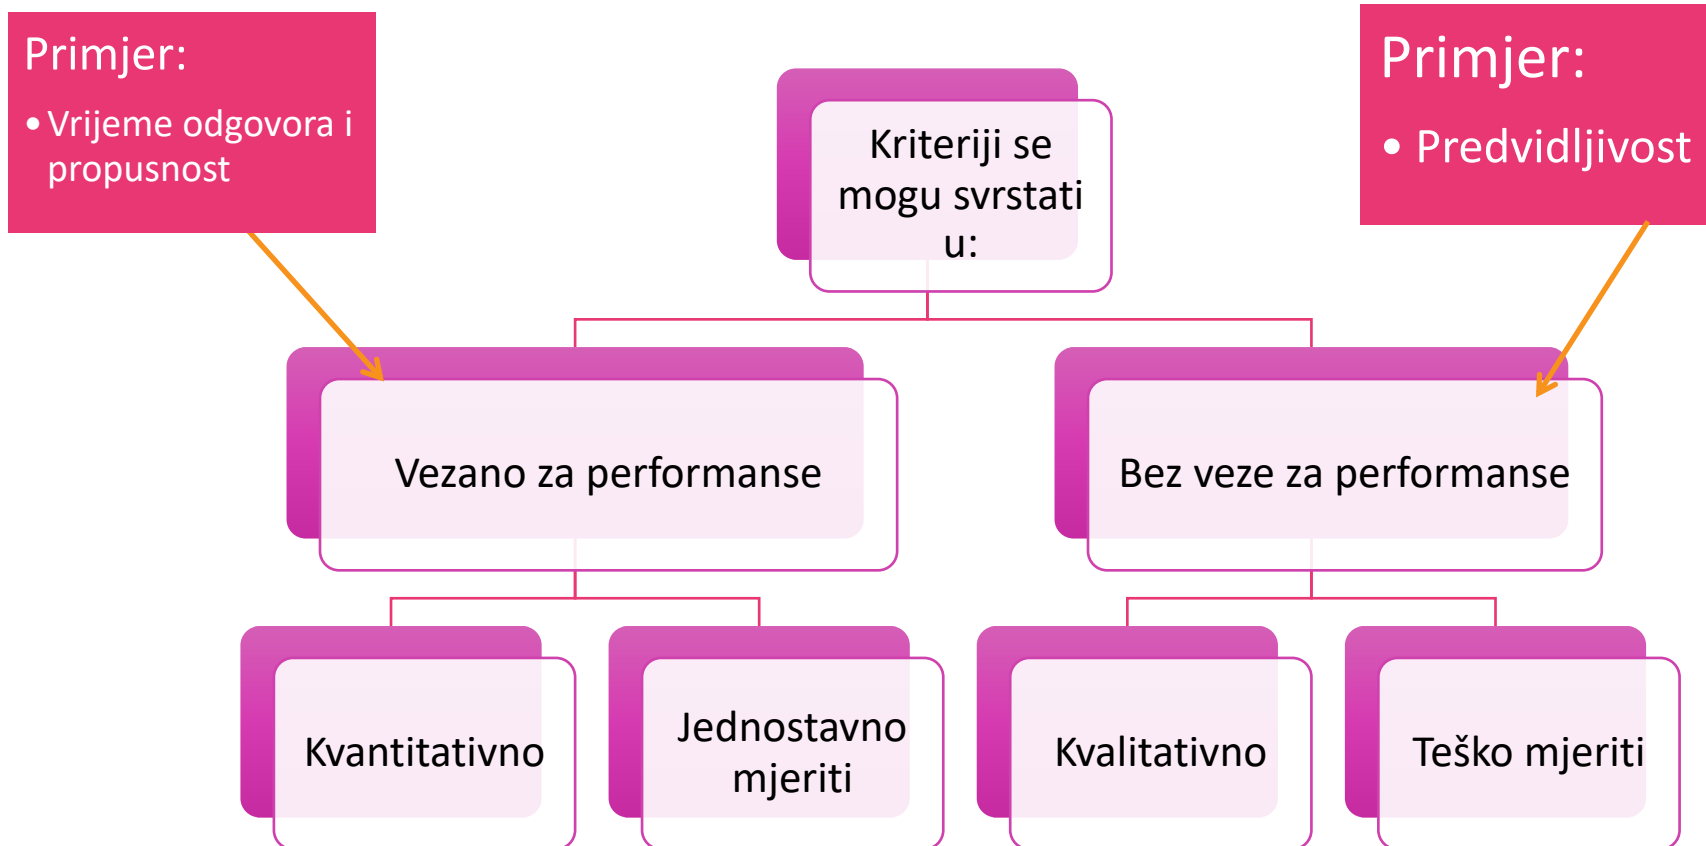 Primjer:
• Vrijeme odgovora i
propusnost
Primjer:
• Predvidljivost
Kriteriji se
mogu svrstati
u:
Vezano za performanse
Bez veze za performanse
Kvantitativno
Jednostavno
mjeriti
Kvalitativno
Teško mjeriti